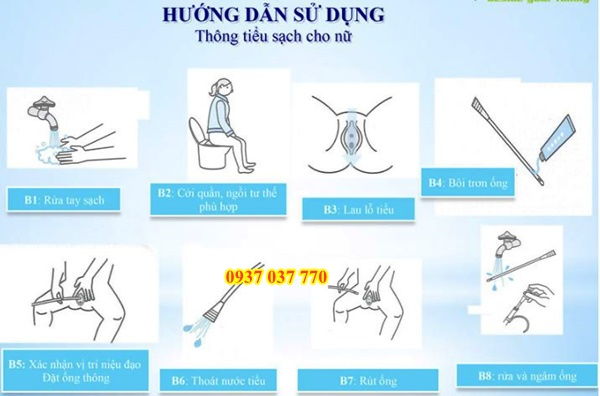 HƯỚNG DẪN SỬ DỤNG
Thông tiểu sạch cho nữ
B1: Rửa tay sạch
B2: Cởi quần, ngồi tư thế
phù hợp
B3: Lau lỗ tiểu
B4: Bôi trơn ống
0937 037 770
B5: Xác nhận vị trí niệu đạo
Đặt ống thông
B6: Thoát nước tiểu
B7: Rút ống
B8: rửa và ngâm ống